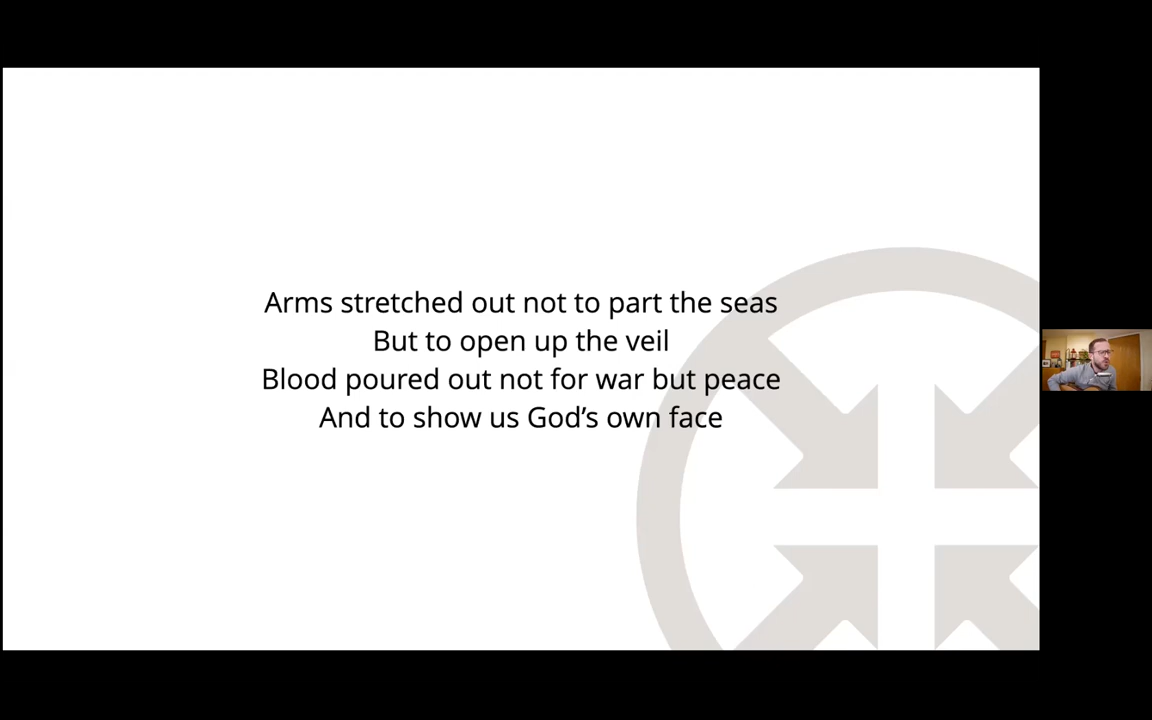 Arms stretched out not to part the seas
But to open up the veil
Blood poured out not for war but peace
And to show us God’s own face